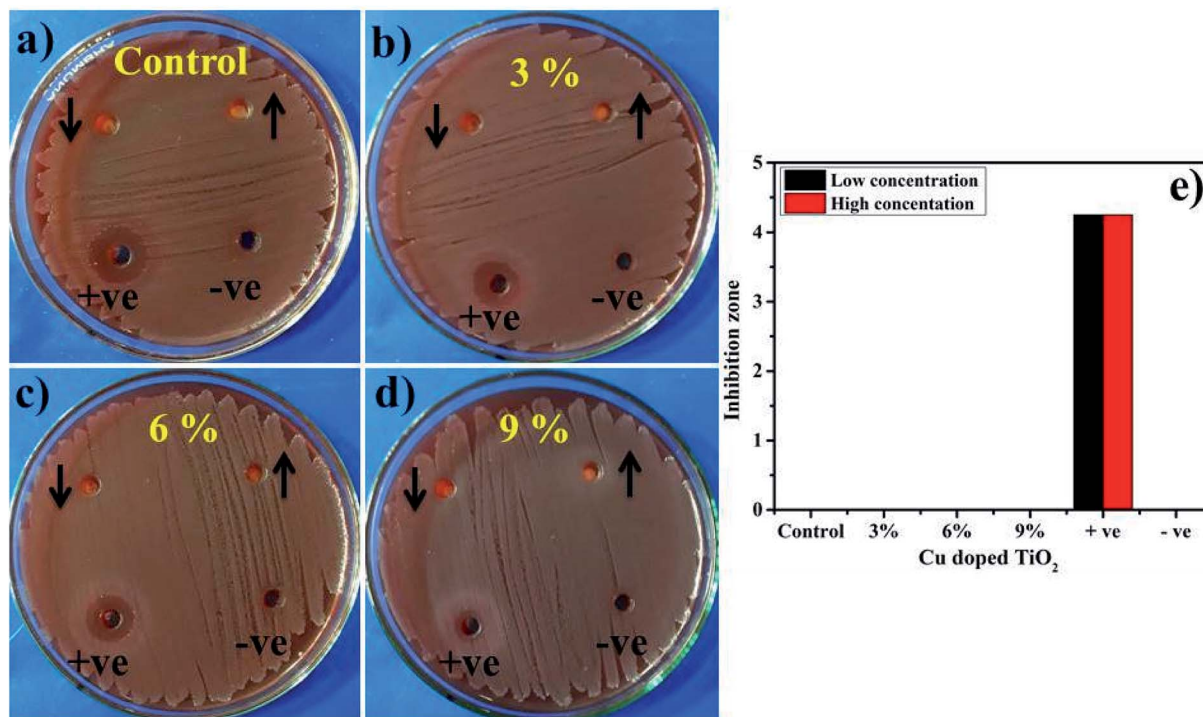 a)
Control
↓
↑
+ve
-ve
b)
3 %
↓
↑
+ve
-ve
c)
6 %
↓
↑
+ve
-ve
d)
9 %
↓
↑
+ve
-ve
e)
Low concentration
High concentation
Inhibition zone
5
4
3
2
1
0
Control 3% 6% 9% + ve - ve
Cu doped TiO₂